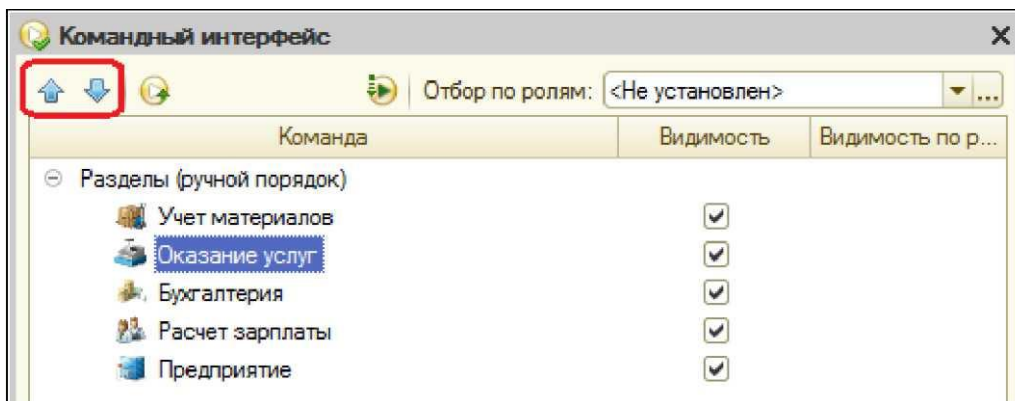 Командный интерфейс
Отбор по ролям: <Не установлен>
Команда Видимость Видимость по р...
Разделы (ручной порядок)
Учет материалов
Оказание услуг
Бухгалтерия
Расчет зарплаты
Предприятие